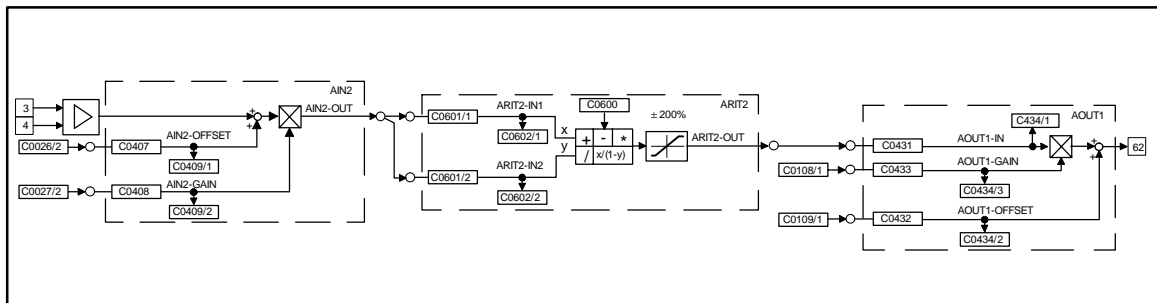 AIN2
3
4
+
+
AIN2-OUT
C0026/2
C0407
AIN2-OFFSET
C0409/1
C0027/2
C0408
AIN2-GAIN
C0409/2
ARIT2
C0601/1
ARIT2-IN1
C0602/1
C0600
± 200%
x
y
+ - *
/ x/(1-y)
ARIT2-OUT
C0601/2
ARIT2-IN2
C0602/2
AOUT1
C434/1
C0431
AOUT1-IN
+
+
62
C0108/1
C0433
AOUT1-GAIN
C0434/3
C0109/1
C0432
AOUT1-OFFSET
C0434/2